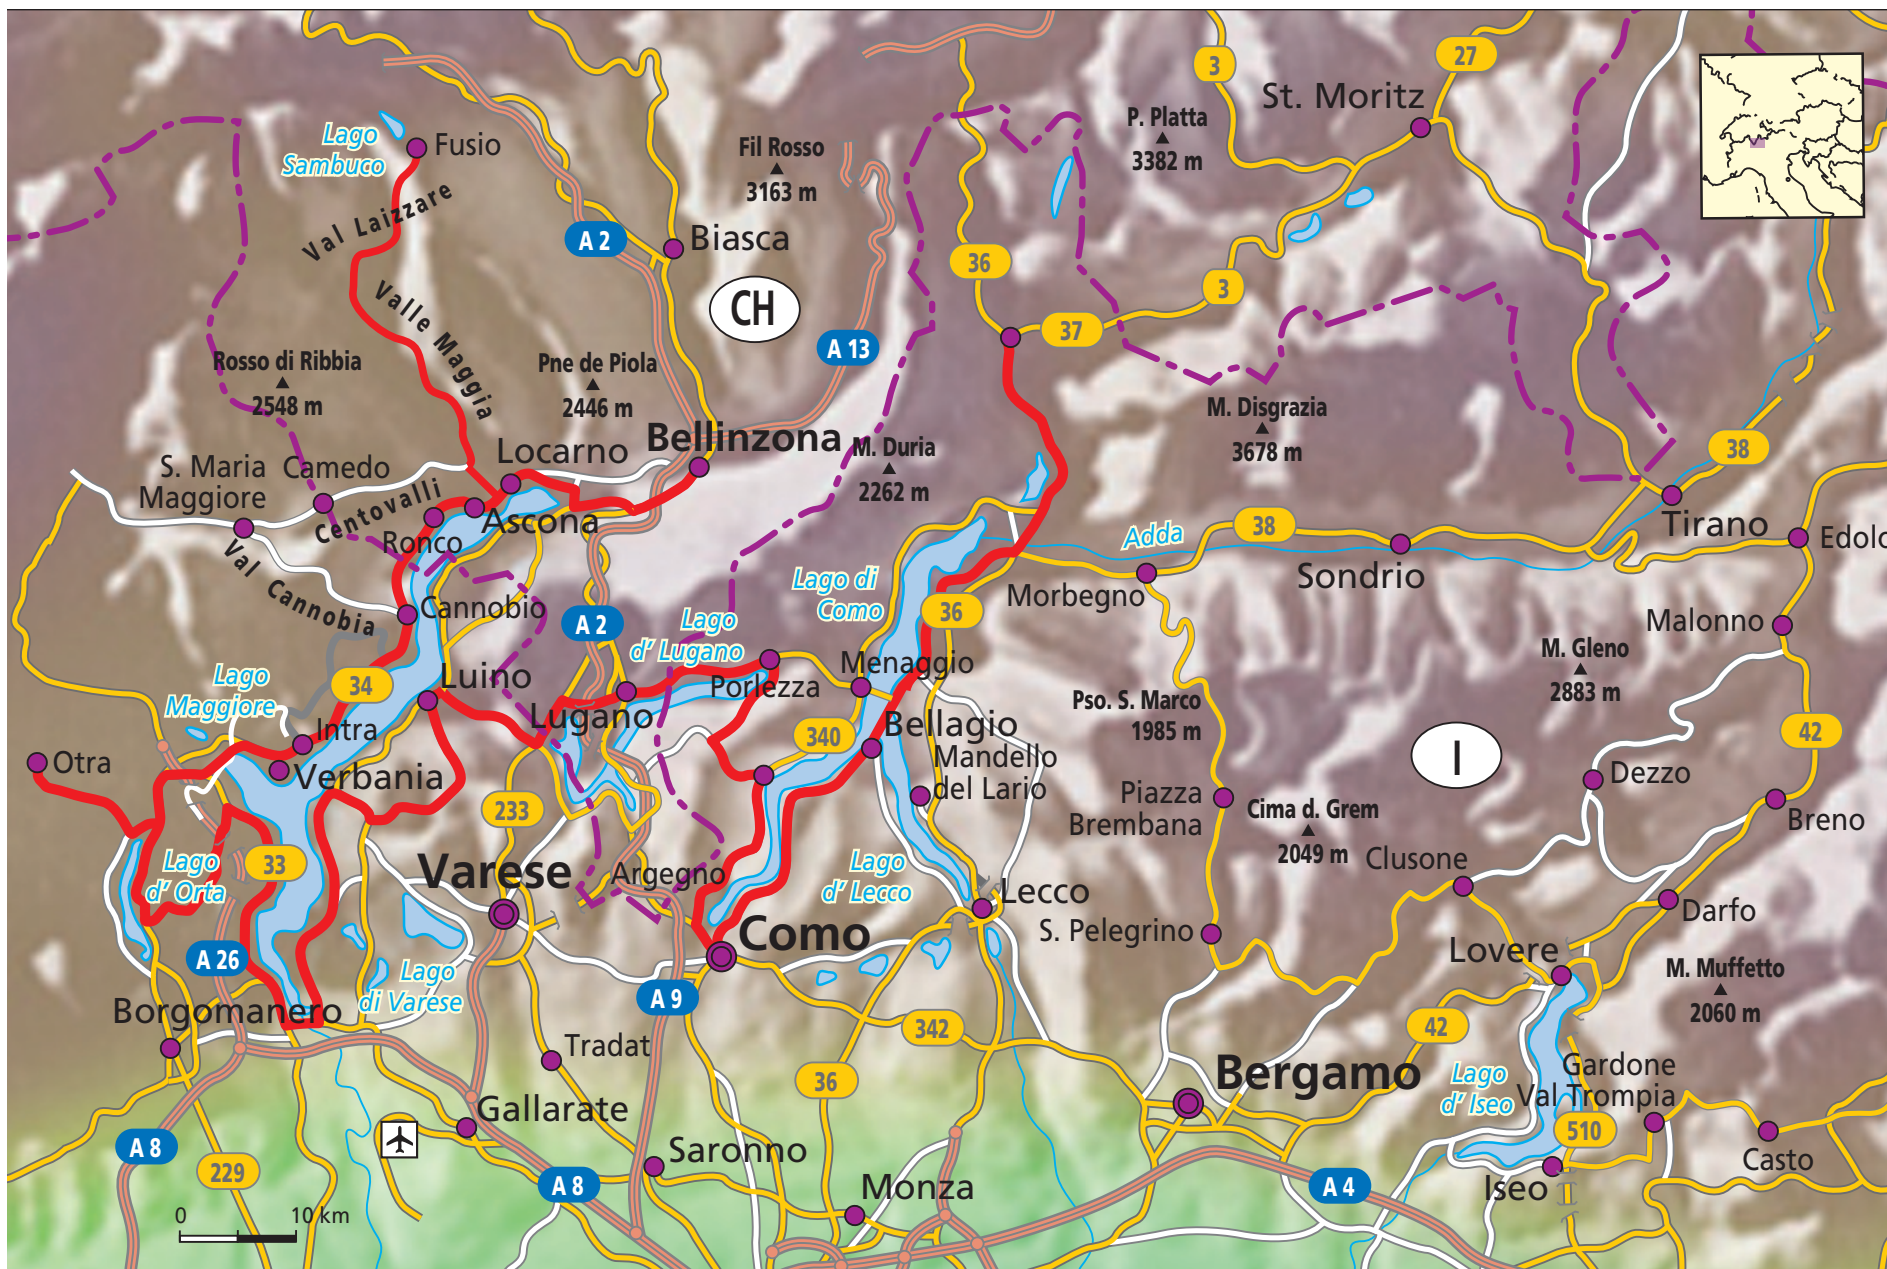 3
27
St. Moritz
P. Platta
3382 m
Lago
Sambuco
Fusio
Fil Rosso
3163 m
Val Laizzare
A 2
Biasca
36
3
CH
Valle Maggia
37
A 13
Rosso di Ribbia
2548 m
Pne de Piola
2446 m
M. Disgrazia
3678 m
Locarno
Bellinzona
M. Duria
2262 m
38
S. Maria
Maggiore
Camedo
Centovalli
Ascona
Ronco
Adda
38
Tirano
Edolo
Sondrio
Val Cannobia
Cannobio
Lago di
Como
Morbegno
36
A 2
Lago
d' Lugano
Malonno
M. Gleno
2883 m
Menaggio
Porlezza
Luino
34
Lago
Maggiore
Lugano
Pso. S. Marco
1985 m
Intra
Bellagio
340
42
I
Otra
Verbania
Mandello
del Lario
Dezzo
233
Piazza
Brembana
Cima d. Grem
2049 m
Breno
Lago
d' Orta
33
Varese
Argegno
Lago
d' Lecco
Clusone
Lecco
Darfo
Como
S. Pelegrino
Lovere
A 26
Lago
di Varese
A 9
M. Muffetto
2060 m
Borgomanero
342
42
Tradat
36
Bergamo
Lago
d' Iseo
Gardone
Val Trompia
Gallarate
510
A 8
Saronno
Casto
229
A 8
Monza
A 4
Iseo
0
10 km